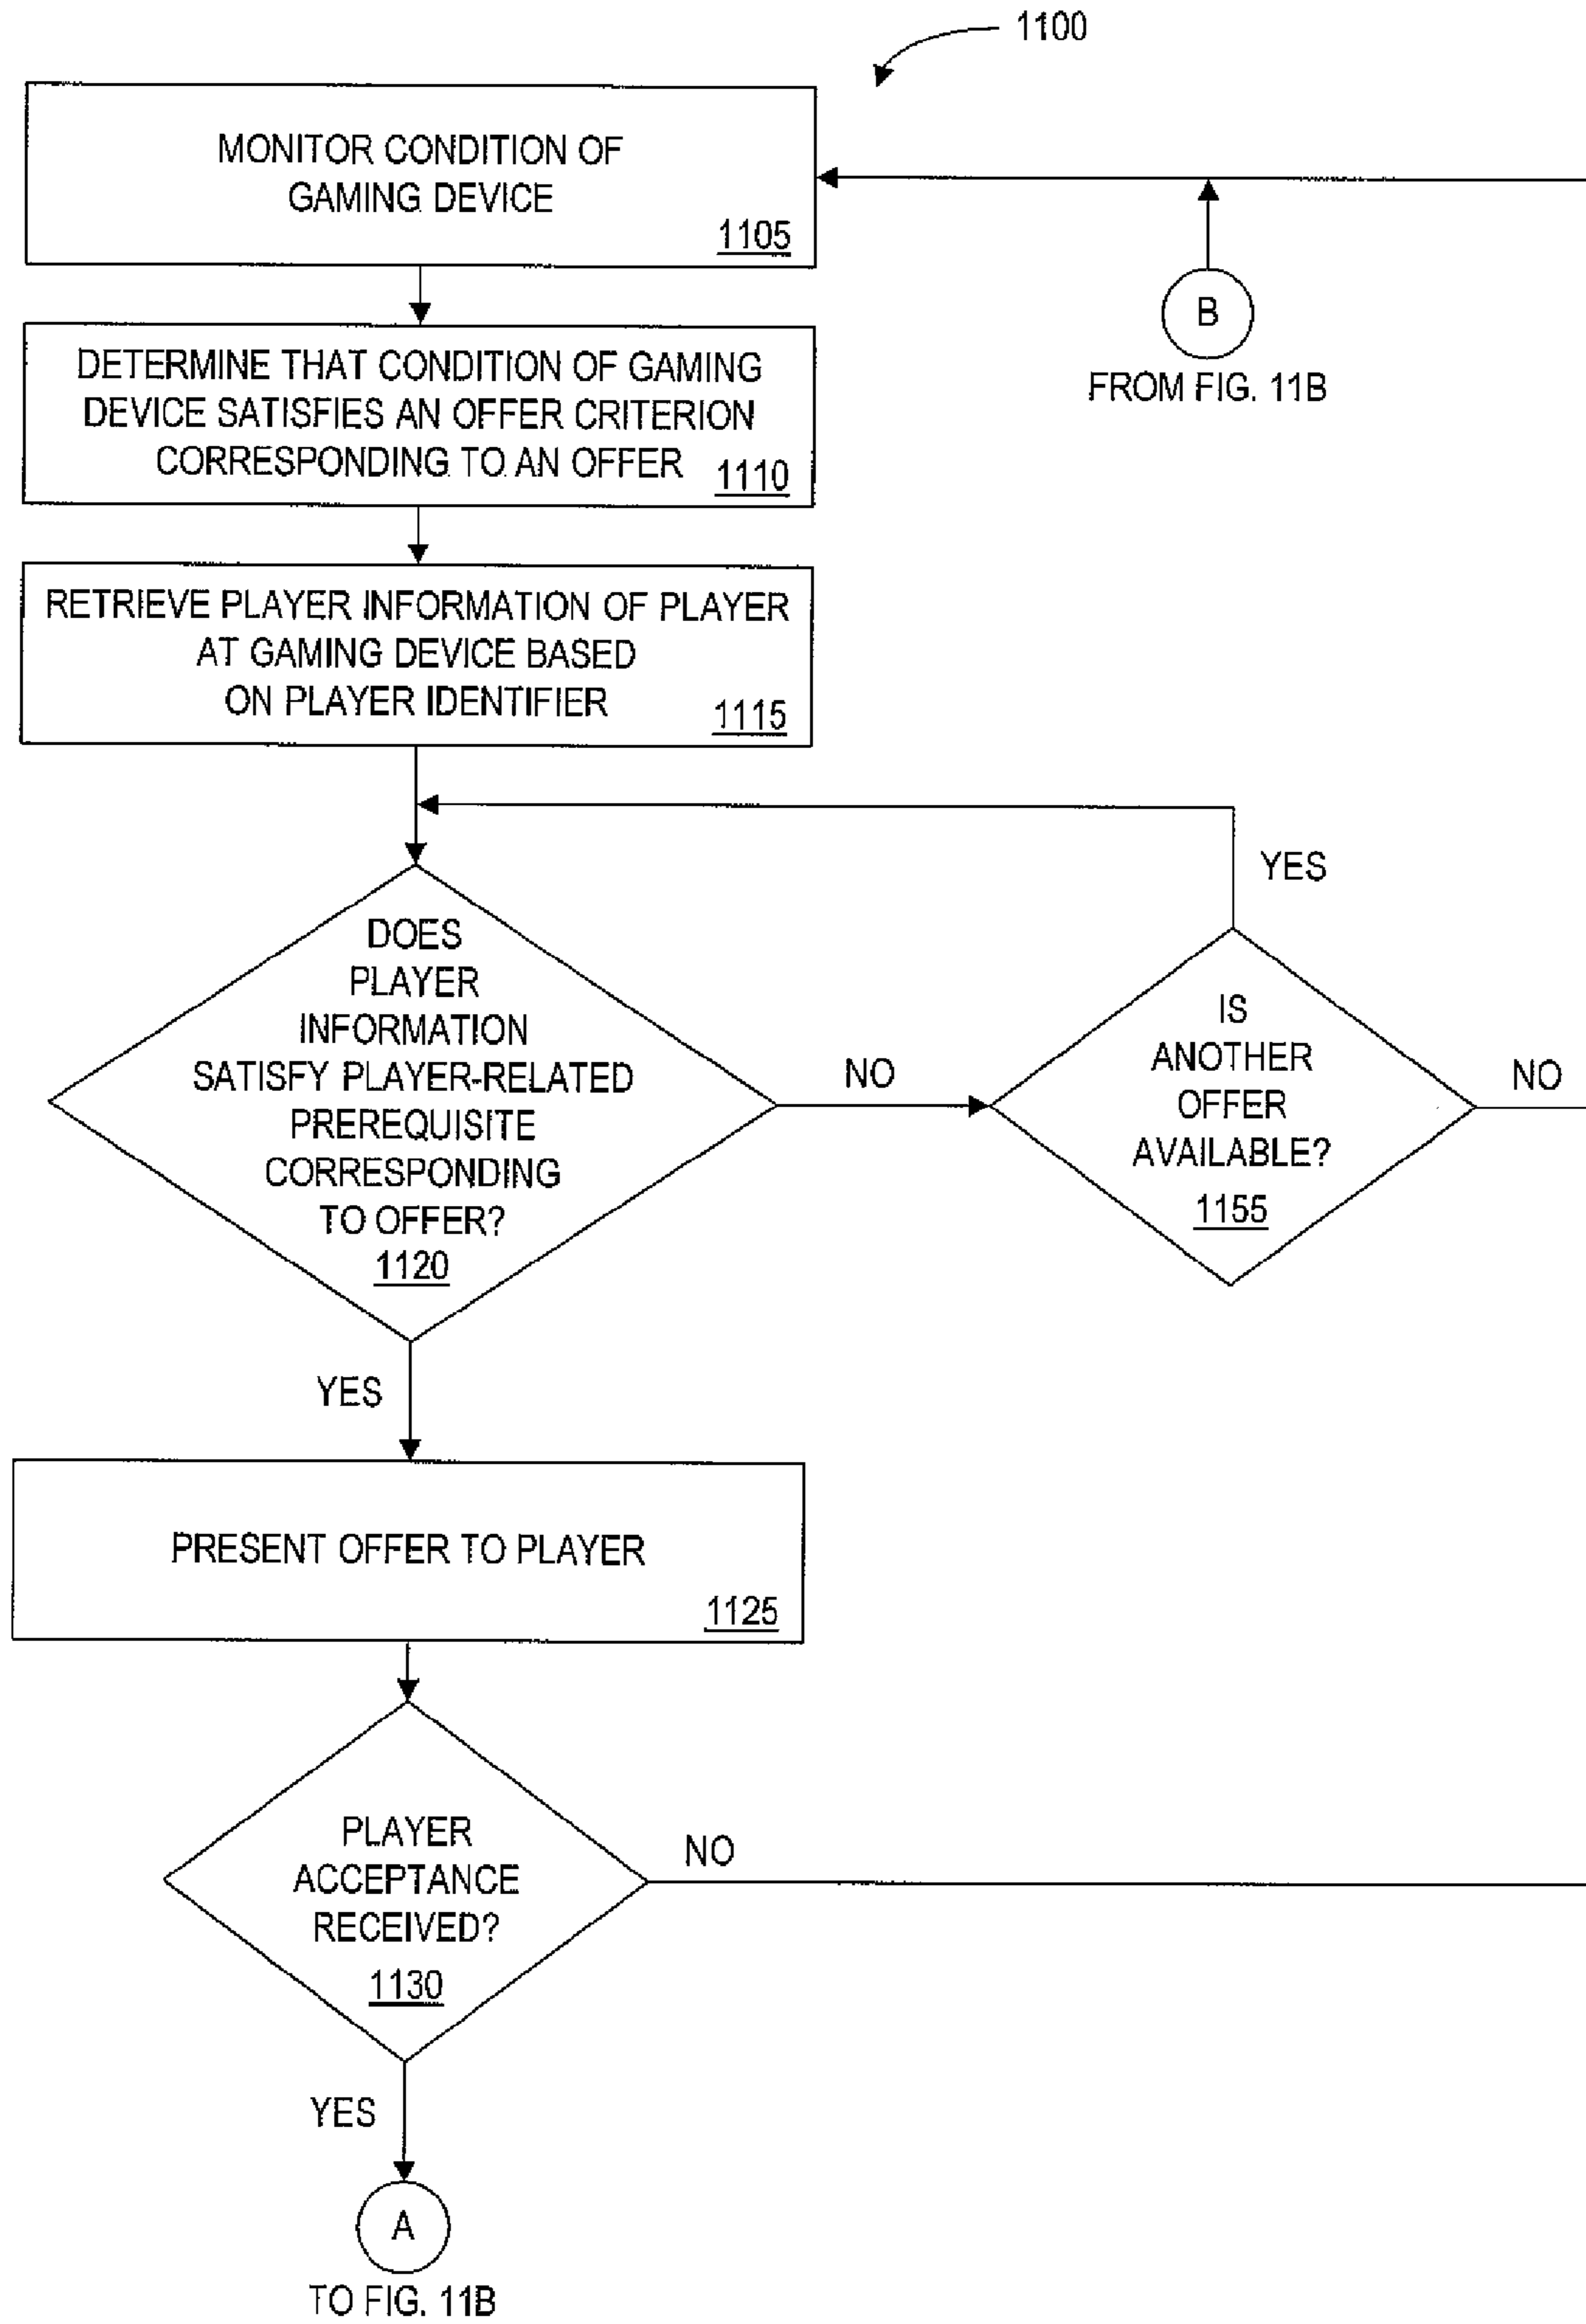 1100
MONITOR CONDITION OF
GAMING DEVICE
1105
B
FROM FIG. 11B
DETERMINE THAT CONDITION OF GAMING
DEVICE SATISFIES AN OFFER CRITERION
CORRESPONDING TO AN OFFER
1110
RETRIEVE PLAYER INFORMATION OF PLAYER
AT GAMING DEVICE BASED
ON PLAYER IDENTIFIER
1115
DOES
PLAYER
INFORMATION
SATISFY PLAYER-RELATED
PREREQUISITE
CORRESPONDING
TO OFFER?
1120
NO
YES
IS
ANOTHER
OFFER
AVAILABLE?
1155
NO
YES
PRESENT OFFER TO PLAYER
1125
PLAYER
ACCEPTANCE
RECEIVED?
1130
NO
YES
A
TO FIG. 11B